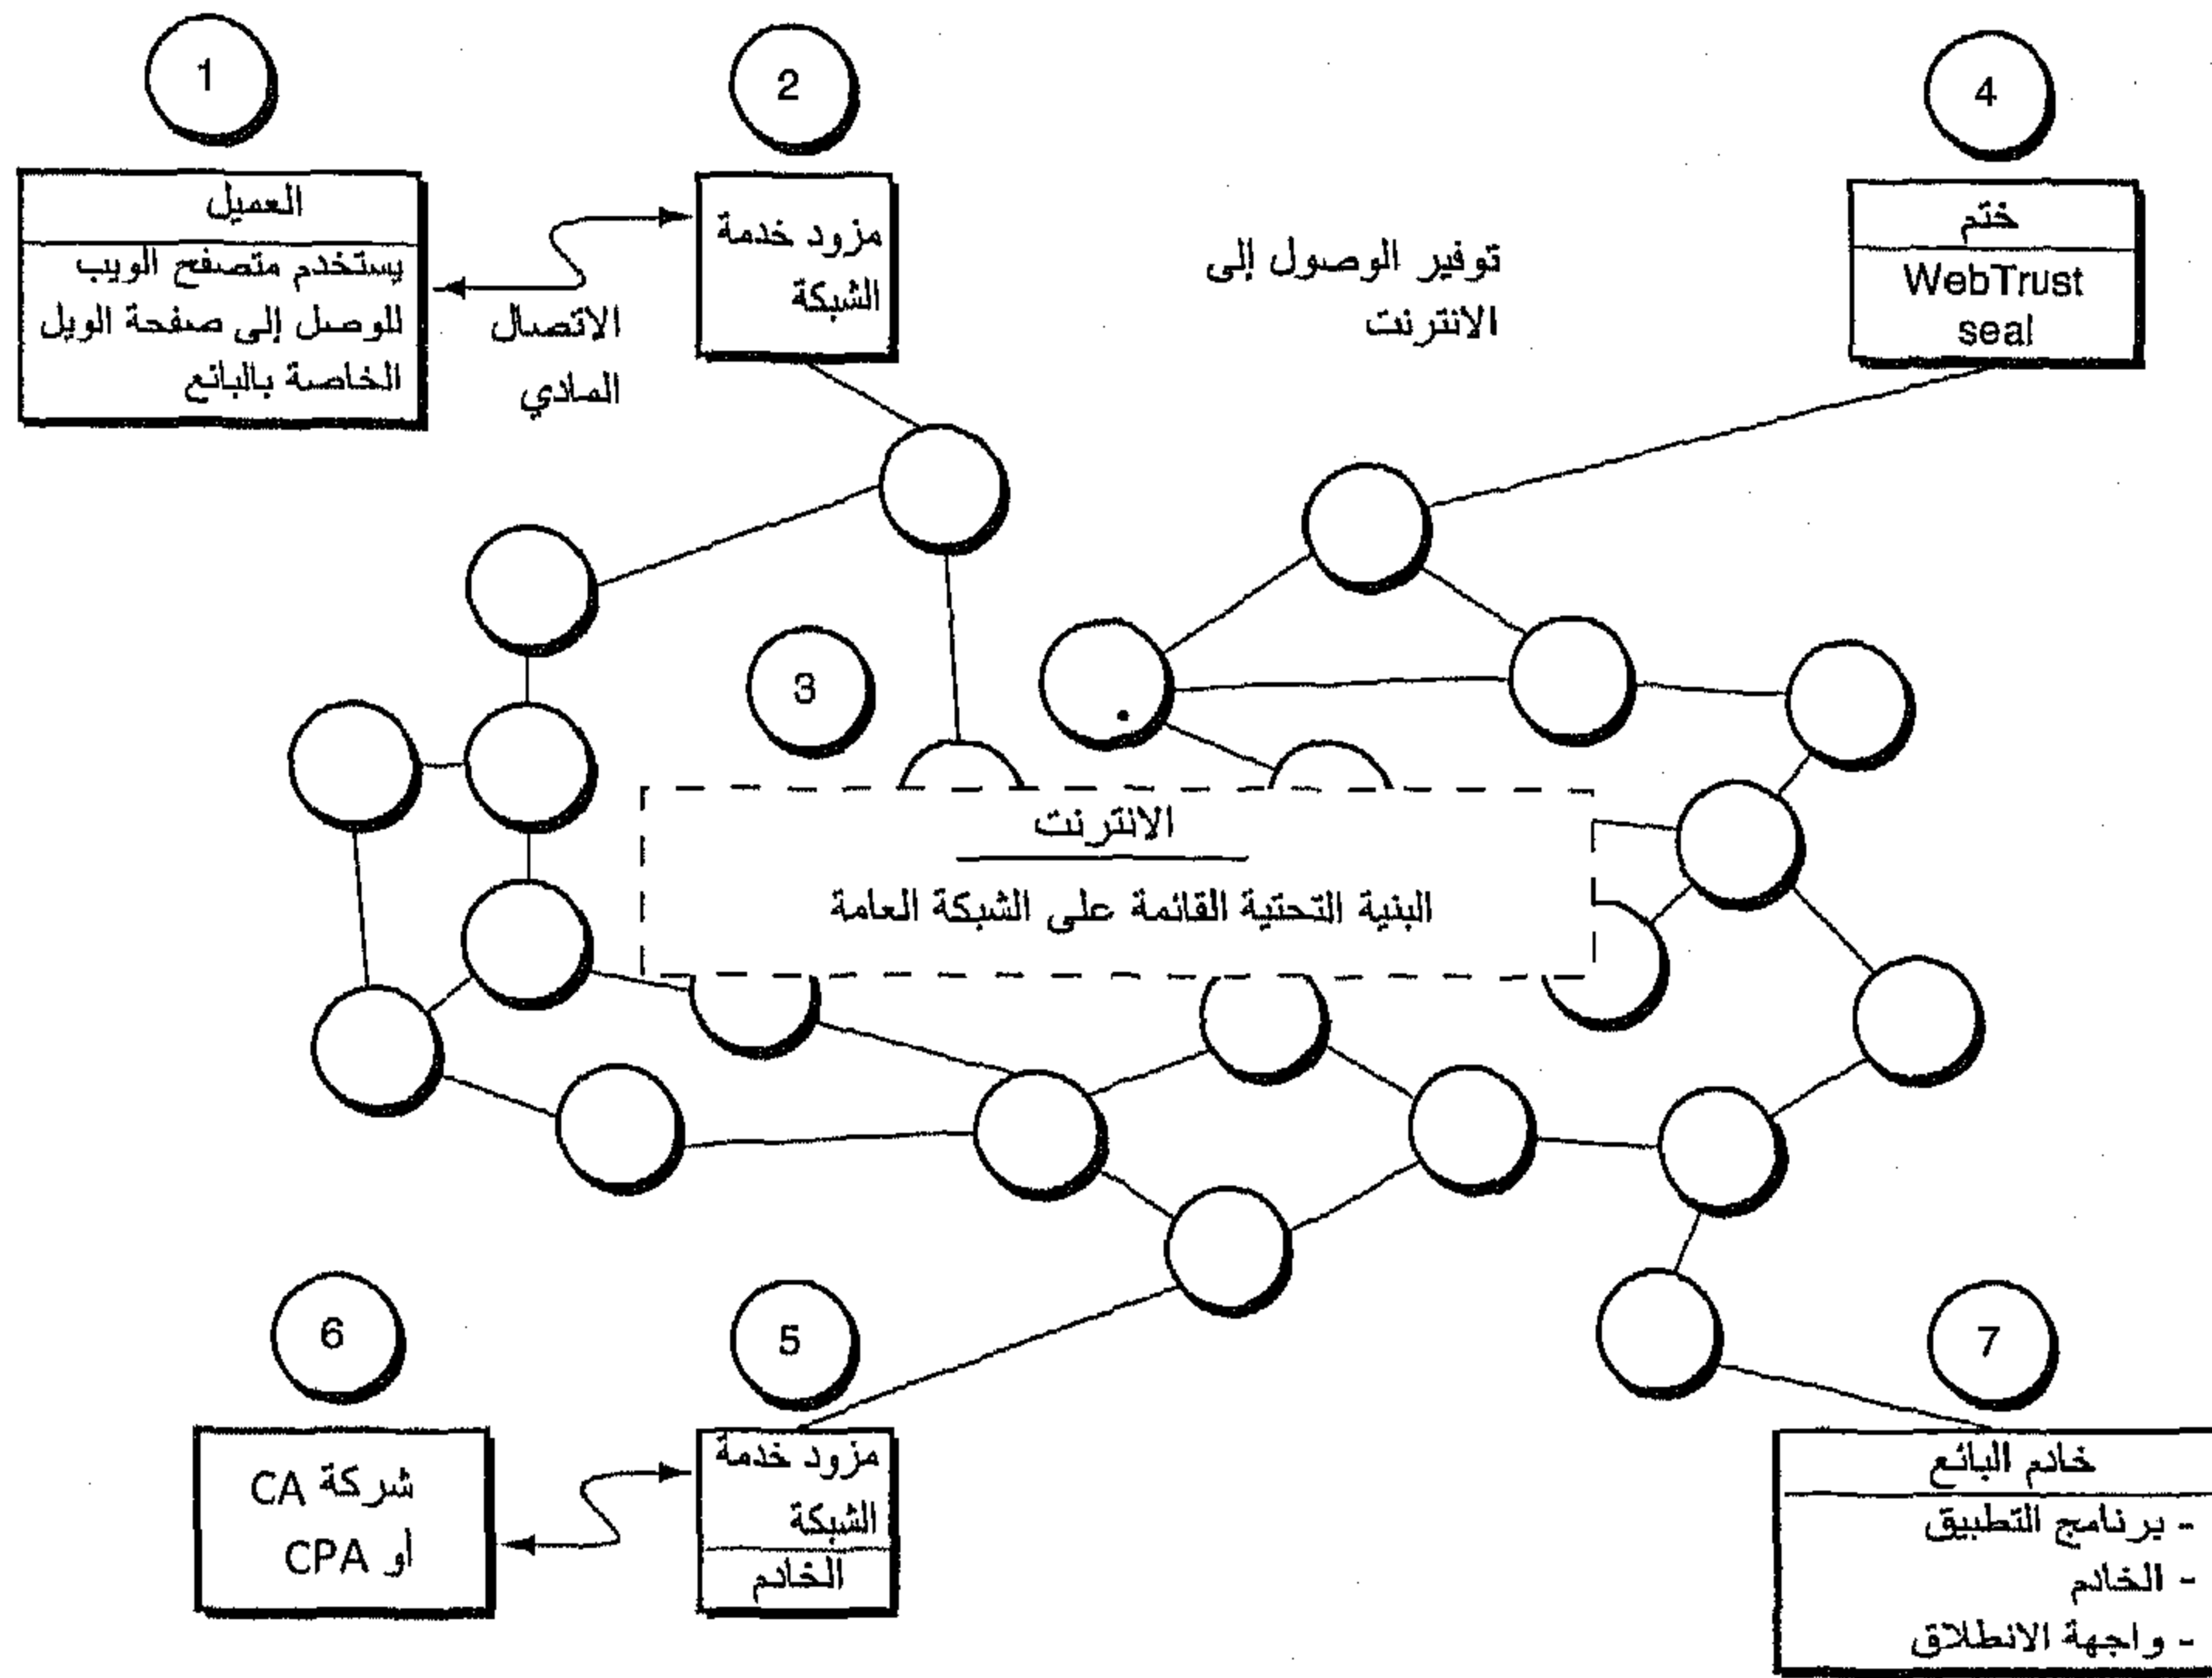 1
العميل
يستخدم متصفح الويب
للوصل إلى صفحة الويل
الخاصة بالبائع
الاتصال
المادي
2
مزود خدمة
الشبكة
توفير الوصول إلى
الانترنت
4
ختم
WebTrust
seal
3
الانترنت
البنية التحتية القائمة على الشبكة العامة
6
شركة CA
او CPA
5
مزود خدمة
الشبكة
الخادم
7
خادم البائع
- برنامج التطبيق
- الخادم
- واجهة الانطلاق